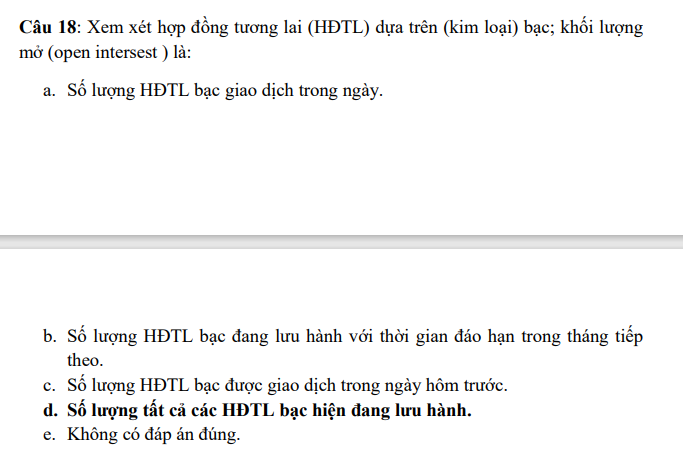 Câu 18: Xem xét hợp đồng tương lai (HĐTL) dựa trên (kim loại) bạc; khối lượng
mở (open intersest ) là:
a. Số lượng HĐTL bạc giao dịch trong ngày.
b. Số lượng HĐTL bạc đang lưu hành với thời gian đáo hạn trong tháng tiếp
theo.
c. Số lượng HĐTL bạc được giao dịch trong ngày hôm trước.
d. Số lượng tất cả các HĐTL bạc hiện đang lưu hành.
e. Không có đáp án đúng.